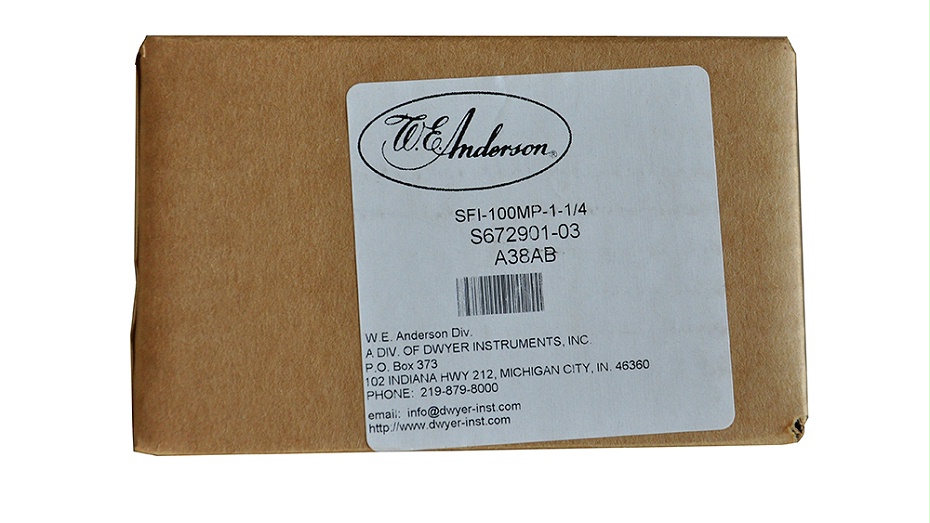 W.E. Anderson®
SFI-100MP-1-1/4
S672901-03
A38AB
W.E. Anderson Div.
A DIV. OF DWYER INSTRUMENTS, INC.
P.O. Box 373
102 INDIANA HWY 212, MICHIGAN CITY, IN. 46360
PHONE: 219-879-8000
email: info@dwyer-inst.com
http://www.dwyer-inst.com